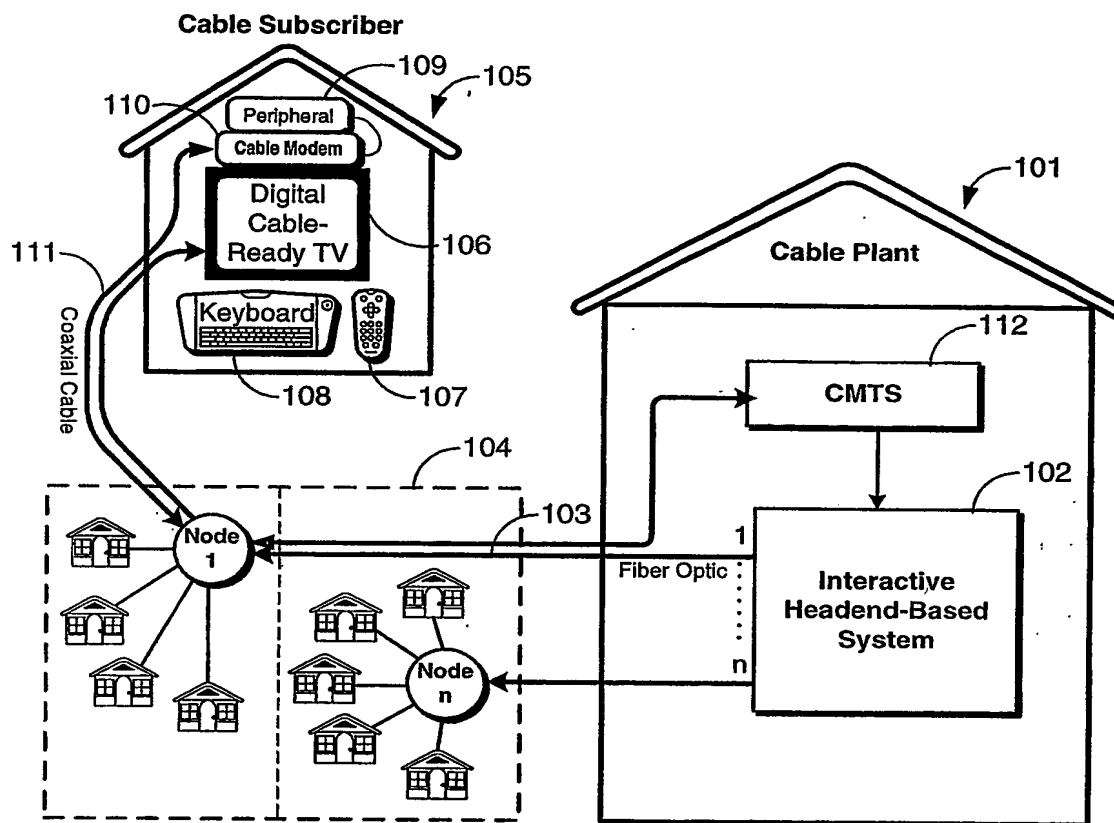 Cable Subscriber
109
105
110
Peripheral
Cable Modem
Digital
Cable-
Ready TV
106
111
Coaxial Cable
Keyboard
108
107
101
Cable Plant
112
CMTS
104
102
103
Node
1
1
Fiber Optic
Interactive
Headend-Based
System
n
Node
n